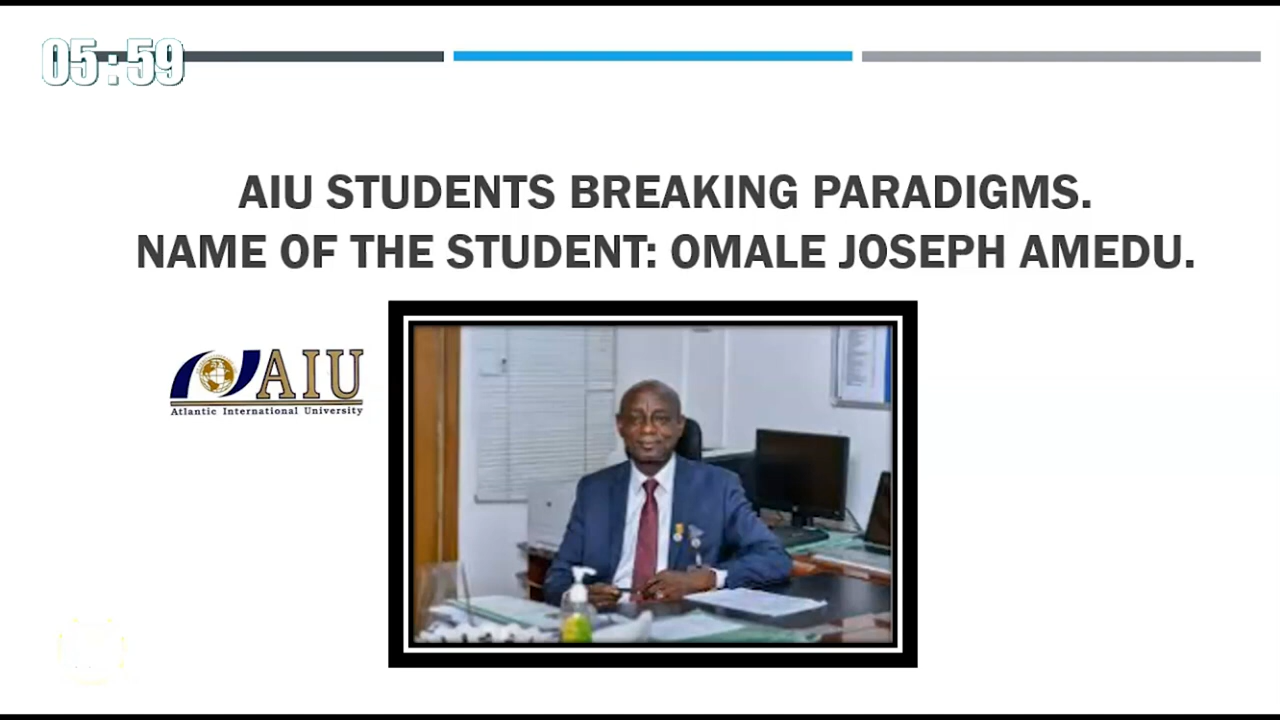 05:59
AIU STUDENTS BREAKING PARADIGMS.
NAME OF THE STUDENT: OMALE JOSEPH AMEDU.
AIU
Atlantic International University